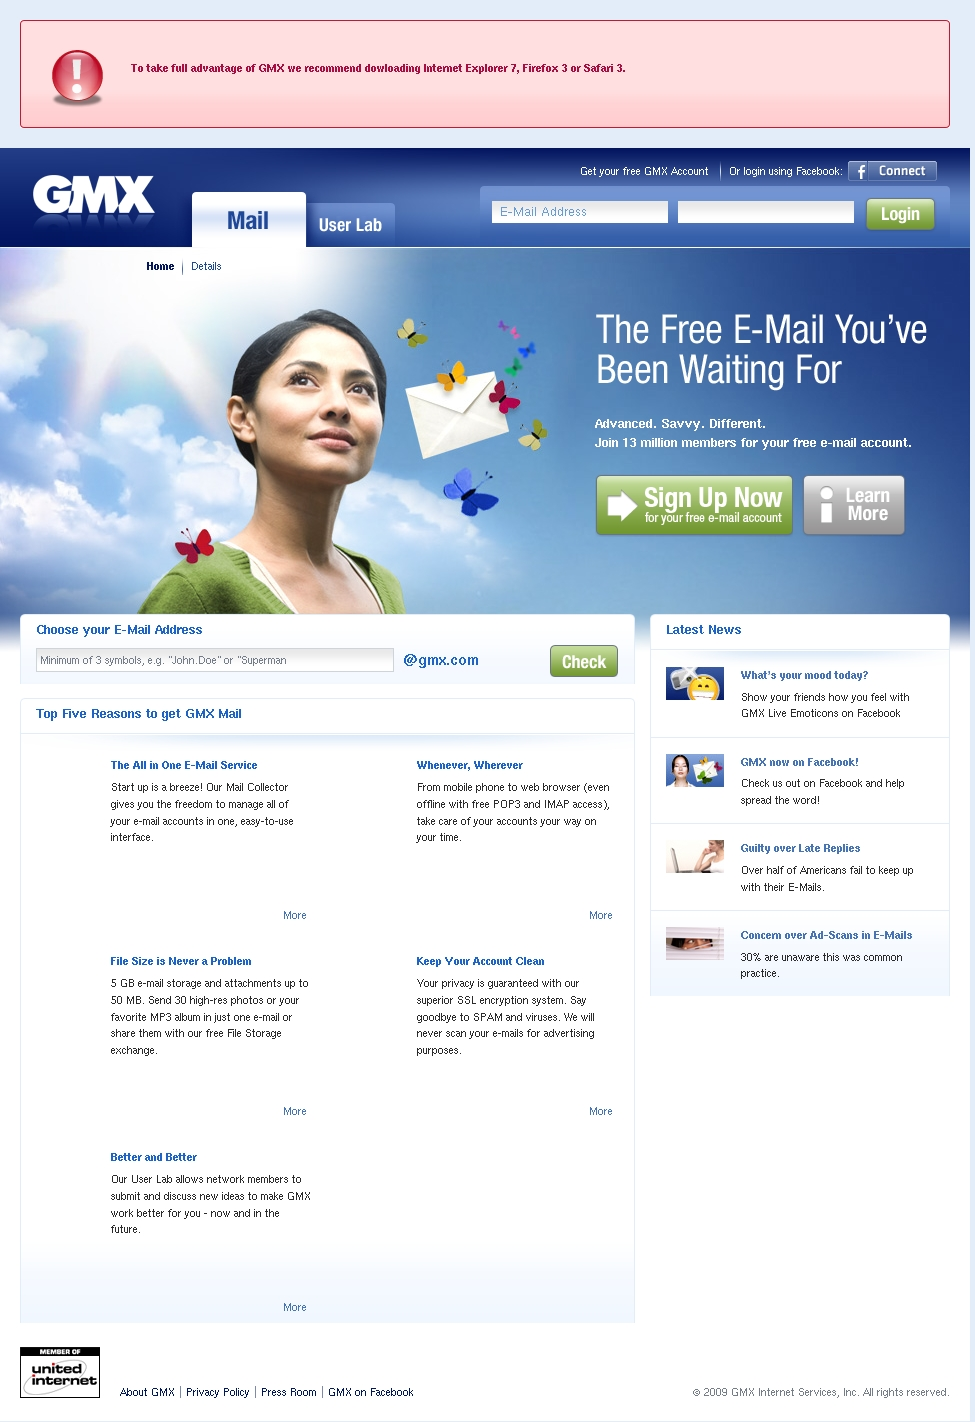 To take full advantage of GMX we recommend dowloading Internet Explorer 7, Firefox 3 or Safari 3.
Get your free GMX Account
Or login using Facebook:
f Connect
GMX
Mail
User Lab
E-Mail Address
Login
Home
Details
The Free E-Mail You've
Been Waiting For
Advanced. Savvy. Different.
Join 13 million members for your free e-mail account.
Sign Up Now
for your free e-mail account
Learn
More
Choose your E-Mail Address
Minimum of 3 symbols, e.g. "John.Doe" or "Superman
@gmx.com
Check
Top Five Reasons to get GMX Mail
The All in One E-Mail Service
Start up is a breeze! Our Mail Collector
gives you the freedom to manage all of
your e-mail accounts in one, easy-to-use
interface.
More
Whenever, Wherever
From mobile phone to web browser (even
offline with free POP3 and IMAP access),
take care of your accounts your way on
your time.
More
File Size is Never a Problem
5 GB e-mail storage and attachments up to
50 MB. Send 30 high-res photos or your
favorite MP3 album in just one e-mail or
share them with our free File Storage
exchange.
More
Keep Your Account Clean
Your privacy is guaranteed with our
superior SSL encryption system. Say
goodbye to SPAM and viruses. We will
never scan your e-mails for advertising
purposes.
More
Better and Better
Our User Lab allows network members to
submit and discuss new ideas to make GMX
work better for you - now and in the
future.
More
Latest News
What's your mood today?
Show your friends how you feel with
GMX Live Emoticons on Facebook
GMX now on Facebook!
Check us out on Facebook and help
spread the word!
Guilty over Late Replies
Over half of Americans fail to keep up
with their E-Mails.
Concern over Ad-Scans in E-Mails
30% are unaware this was common
practice.
MEMBER OF
united
internet
About GMX | Privacy Policy | Press Room | GMX on Facebook
© 2009 GMX Internet Services, Inc. All rights reserved.